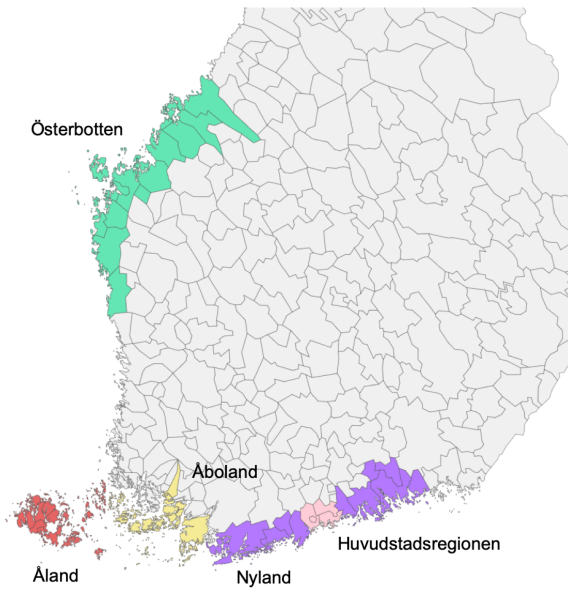 Österbotten
Åboland
Huvudstadsregionen
Åland
Nyland